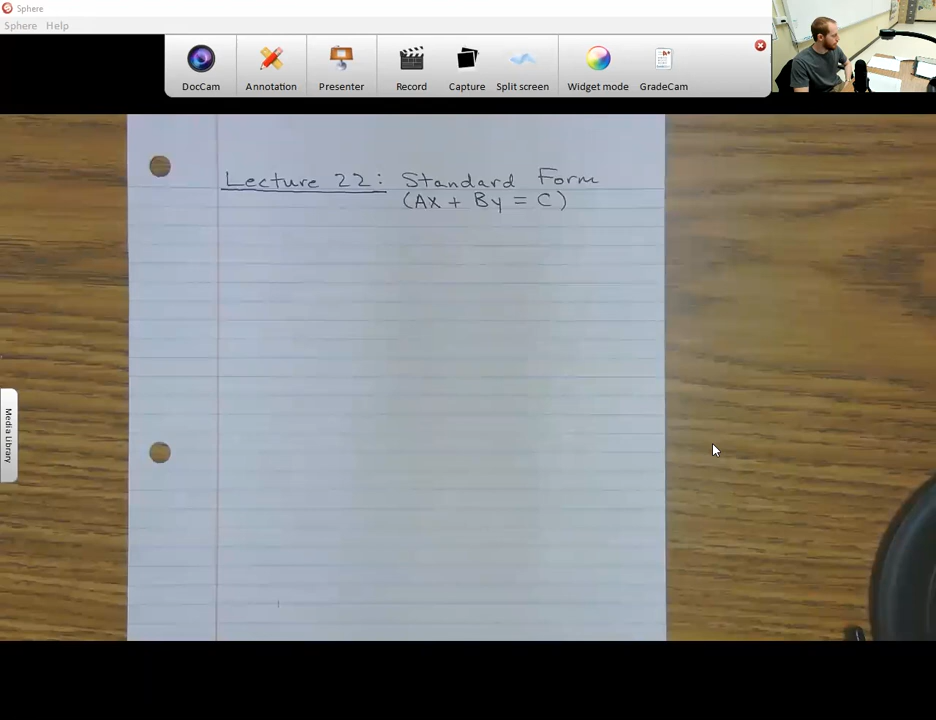 Sphere
Sphere Help
DocCam Annotation Presenter Record Capture Split screen Widget mode GradeCam
Lecture 22: Standard Form
(Ax + By = C)
Media Library